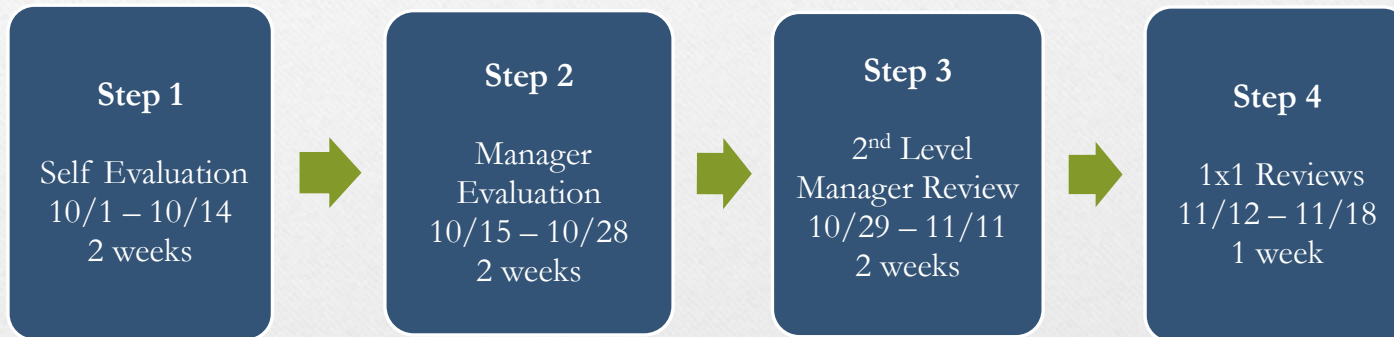 Step 1
Self Evaluation
10/1 – 10/14
2 weeks
Step 2
Manager
Evaluation
10/15 – 10/28
2 weeks
Step 3
2nd Level
Manager Review
10/29 – 11/11
2 weeks
Step 4
1x1 Reviews
11/12 – 11/18
1 week